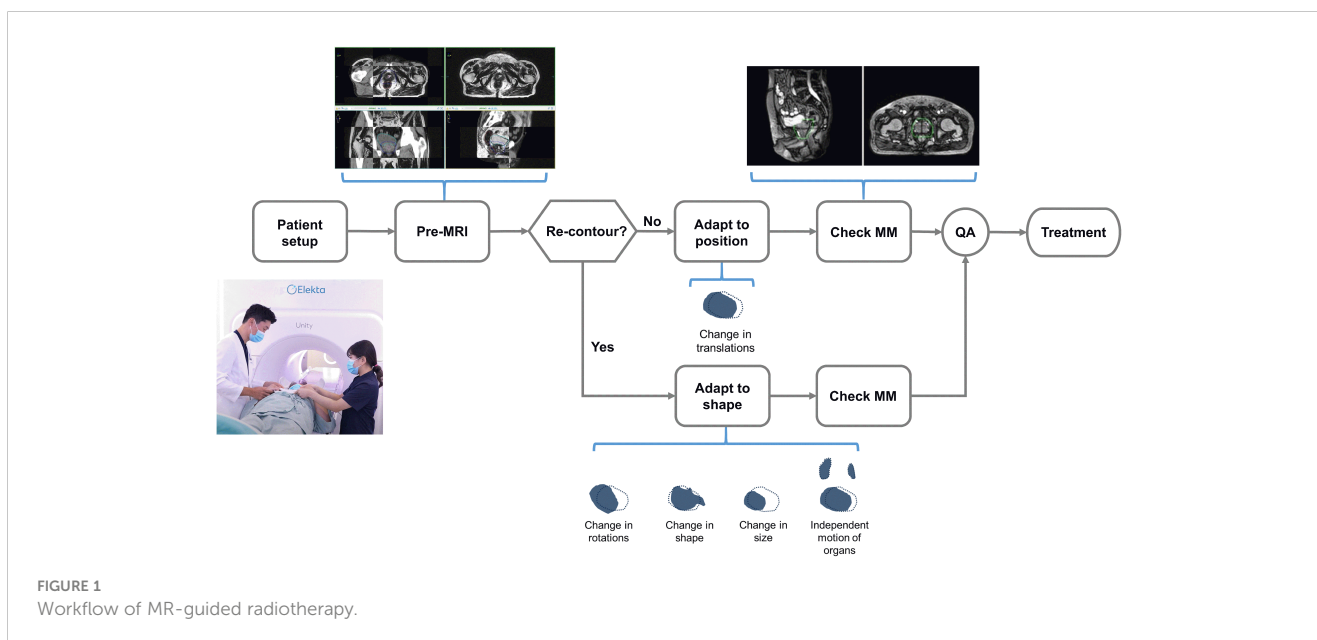 Patient
setup
Pre-MRI
Re-contour?
No
Adapt to
position
Check MM
QA
Treatment
Elekta
Unity
Change in
translations
Yes
Adapt to
shape
Check MM
Change in
rotations
Change in
shape
Change in
size
Independent
motion of
organs
FIGURE 1
Workflow of MR-guided radiotherapy.